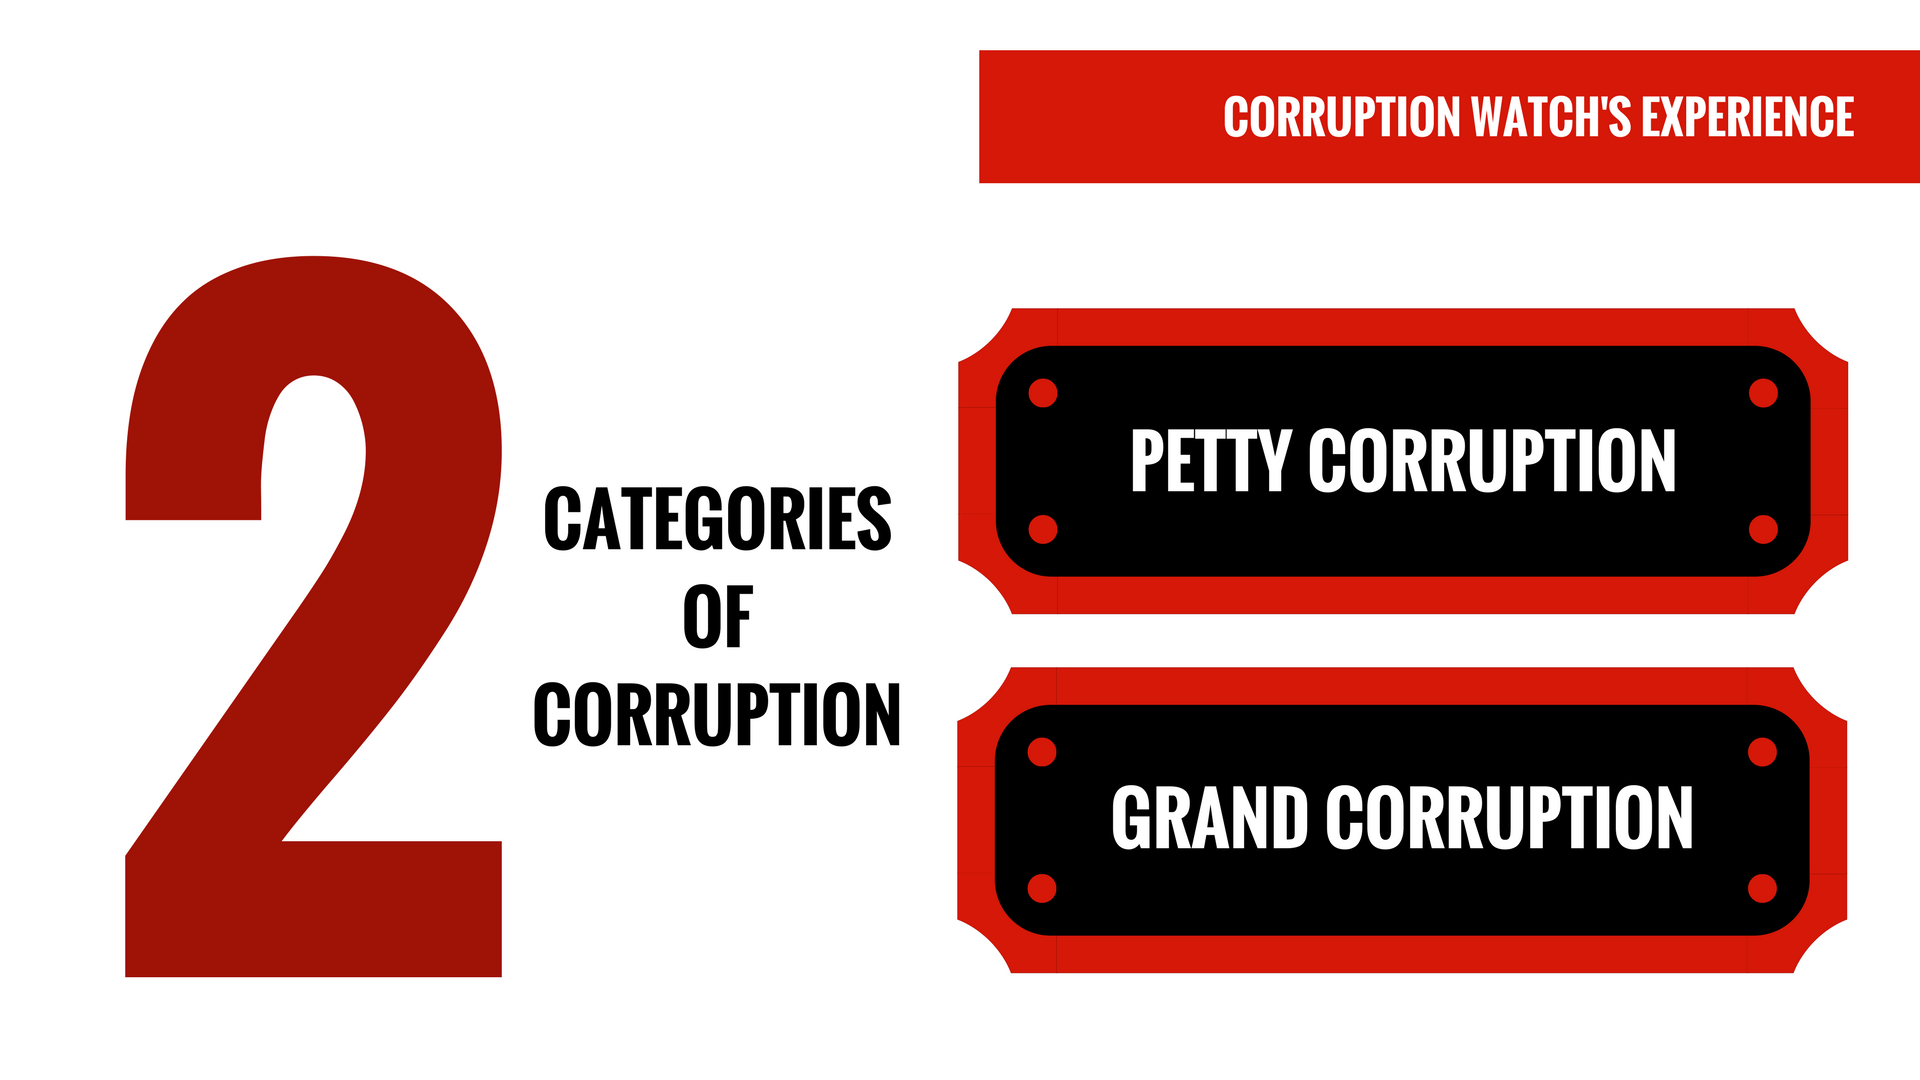 CORRUPTION WATCH'S EXPERIENCE
2
CATEGORIES
OF
CORRUPTION
PETTY CORRUPTION
GRAND CORRUPTION